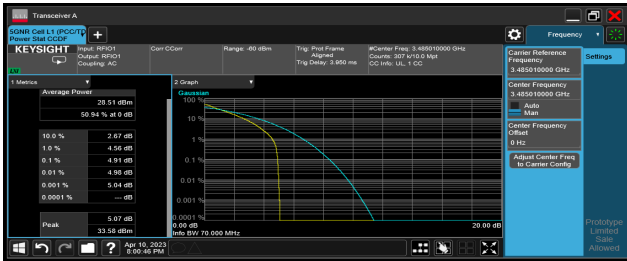 Transceiver A
5GNR Cell L1 (PCC/TD
Power Stat CCDF
Frequency
KEYSIGHT
Input: RFIO1
Output: RFIO1
Coupling: AC
Corr CCorr
Range: -60 dBm
Trig: Prot Frame
Aligned
Trig Delay: 3.950 ms
#Center Freq: 3.485010000 GHz
Counts: 307 k/10.0 Mpt
CC Info: UL, 1 CC
1 Metrics
Average Power
28.51 dBm
50.94 % at 0 dB
10.0 % 2.67 dB
1.0 % 4.56 dB
0.1 % 4.91 dB
0.01 % 4.98 dB
0.001 % 5.04 dB
0.0001 % --- dB
Peak
5.07 dB
33.58 dBm
2 Graph
Gaussian
100 %
10 %
1 %
0.1 %
0.01 %
0.001 %
0.0001 %
0.00 dB
20.00 dB
Info BW 70.000 MHz
Carrier Reference
Frequency
3.485010000 GHz
Center Frequency
3.485010000 GHz
Auto
Man
Center Frequency
Offset
0 Hz
Adjust Center Freq
to Carrier Config
Settings
Prototype
Limited
Sale
Allowed
?
Apr 10, 2023
8:00:46 PM